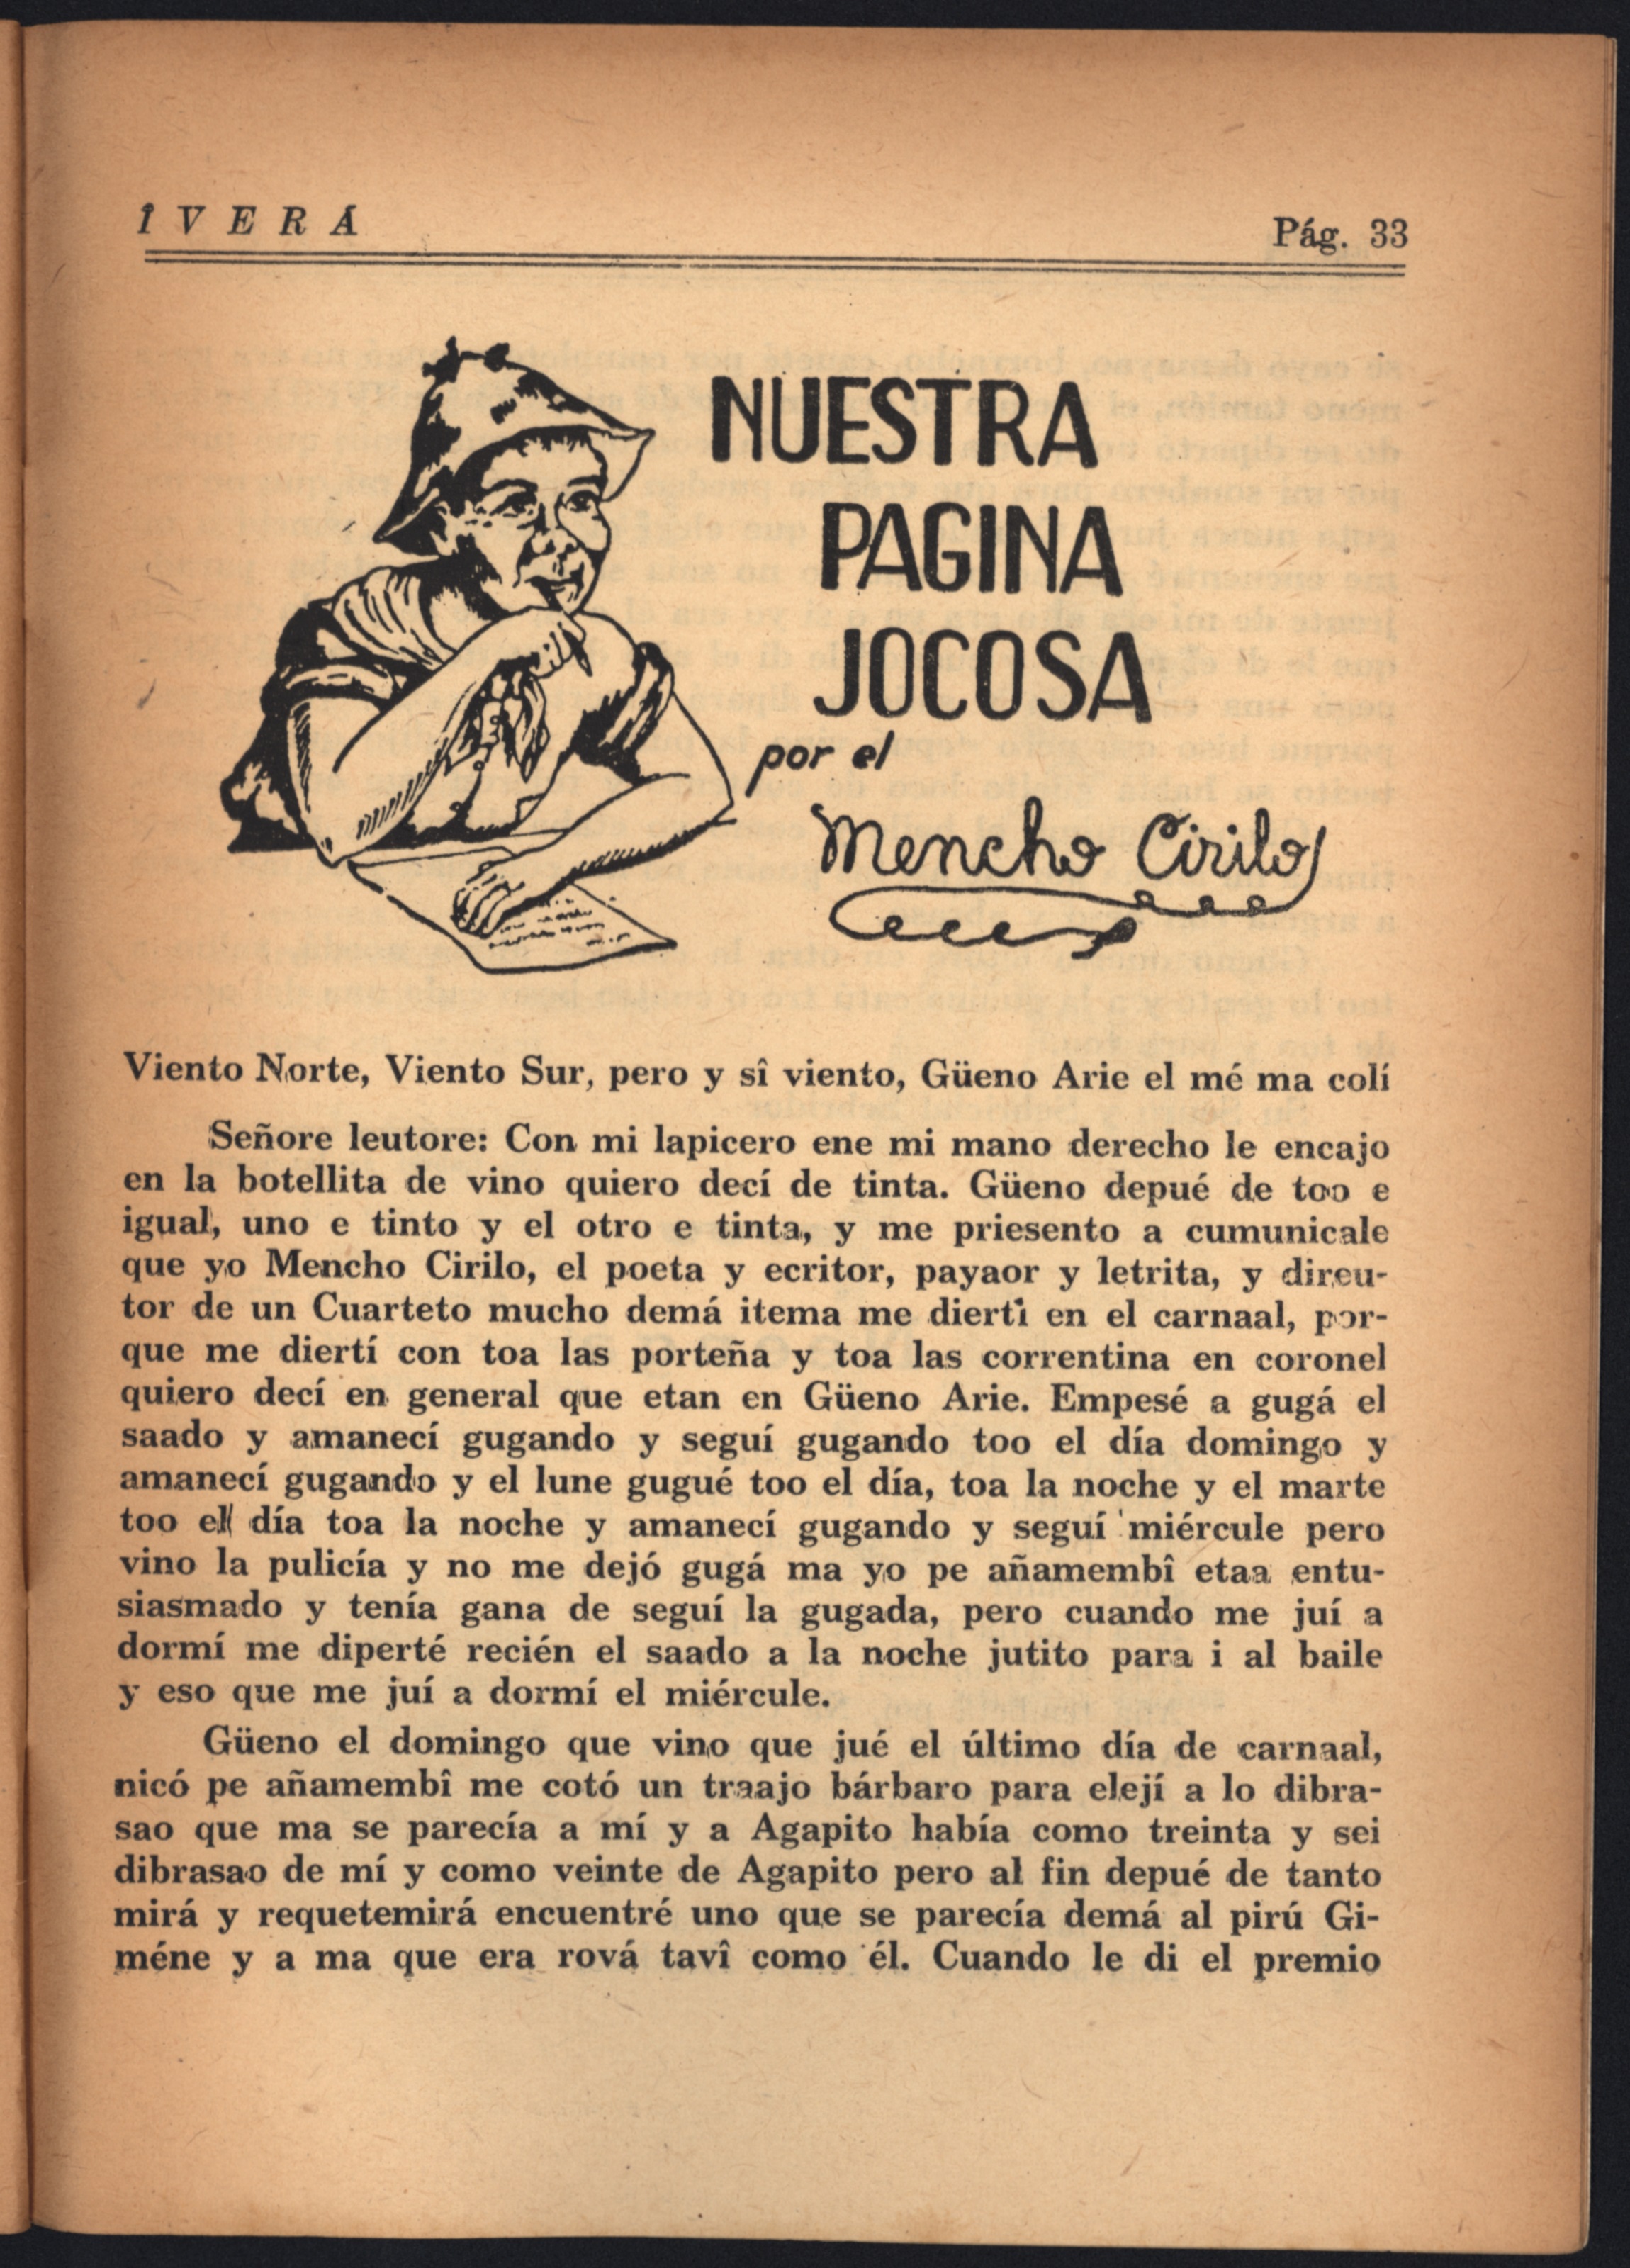 Î V E R Á
Pág. 33
NUESTRA
PAGINA
JOCOSA
por el
Mencho Cirilo
Viento Norte, Viento Sur, pero y sî viento, Güeno Arie el mé ma colí
Señore leutore: Con mi lapicero ene mi mano derecho le encajo
en la botellita de vino quiero decí de tinta. Güeno depué de too e
igual, uno e tinto y el otro e tinta, y me priesento a cumunicale
que yo Mencho Cirilo, el poeta y ecritor, payaor y letrita, y direu-
tor de un Cuarteto mucho demá itema me diertí en el carnaal, por-
que me diertí con toa las porteña y toa las correntina en coronel
quiero decí en general que etan en Güeno Arie. Empesé a gugá el
saado y amanecí gugando y seguí gugando too el día domingo y
amanecí gugando y el lune gugué too el día, toa la noche y el marte
too el día toa la noche y amanecí gugando y seguí miércule pero
vino la pulicía y no me dejó gugá ma yo pe añamembî etaa entu-
siasmado y tenía gana de seguí la gugada, pero cuando me juí a
dormí me diperté recién el saado a la noche jutito para i al baile
y eso que me juí a dormí el miércule.
Güeno el domingo que vino que jué el último día de carnaal,
nicó pe añamembî me cotó un traajo bárbaro para elejí a lo dibra-
sao que ma se parecía a mí y a Agapito había como treinta y sei
dibrasao de mí y como veinte de Agapito pero al fin depué de tanto
mirá y requetemirá encuentré uno que se parecía demá al pirú Gi-
méne y a ma que era rová tavî como él. Cuando le di el premio